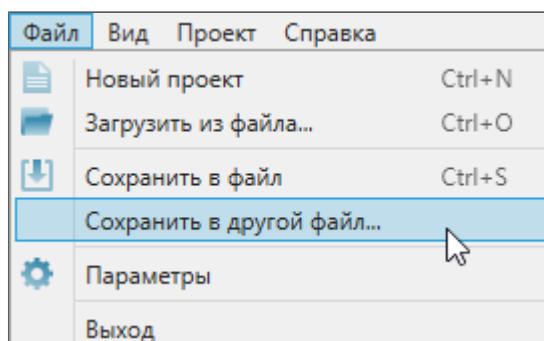 Файл Вид Проект Справка
Новый проект Ctrl+N
Загрузить из файла... Ctrl+O
Сохранить в файл Ctrl+S
Сохранить в другой файл...
Параметры
Выход